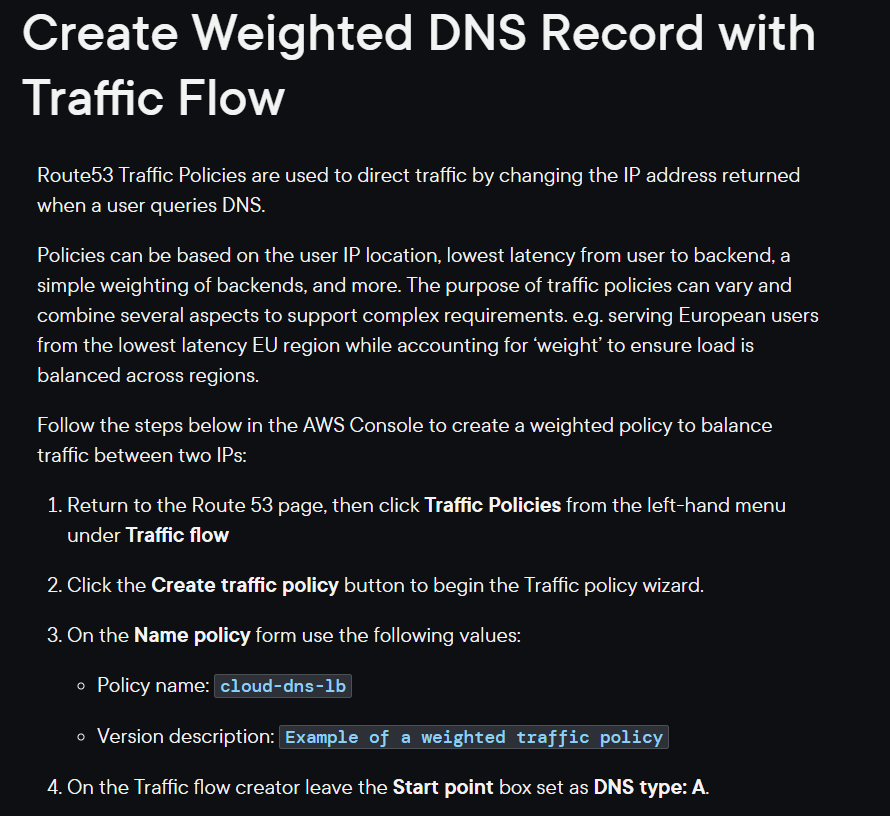 Create Weighted DNS Record with
Traffic Flow
Route53 Traffic Policies are used to direct traffic by changing the IP address returned
when a user queries DNS.
Policies can be based on the user IP location, lowest latency from user to backend, a
simple weighting of backends, and more. The purpose of traffic policies can vary and
combine several aspects to support complex requirements. e.g. serving European users
from the lowest latency EU region while accounting for ‘weight’ to ensure load is
balanced across regions.
Follow the steps below in the AWS Console to create a weighted policy to balance
traffic between two IPs:
1. Return to the Route 53 page, then click Traffic Policies from the left-hand menu
under Traffic flow
2. Click the Create traffic policy button to begin the Traffic policy wizard.
3. On the Name policy form use the following values:
◦ Policy name: cloud-dns-lb
◦ Version description: Example of a weighted traffic policy
4. On the Traffic flow creator leave the Start point box set as DNS type: A.